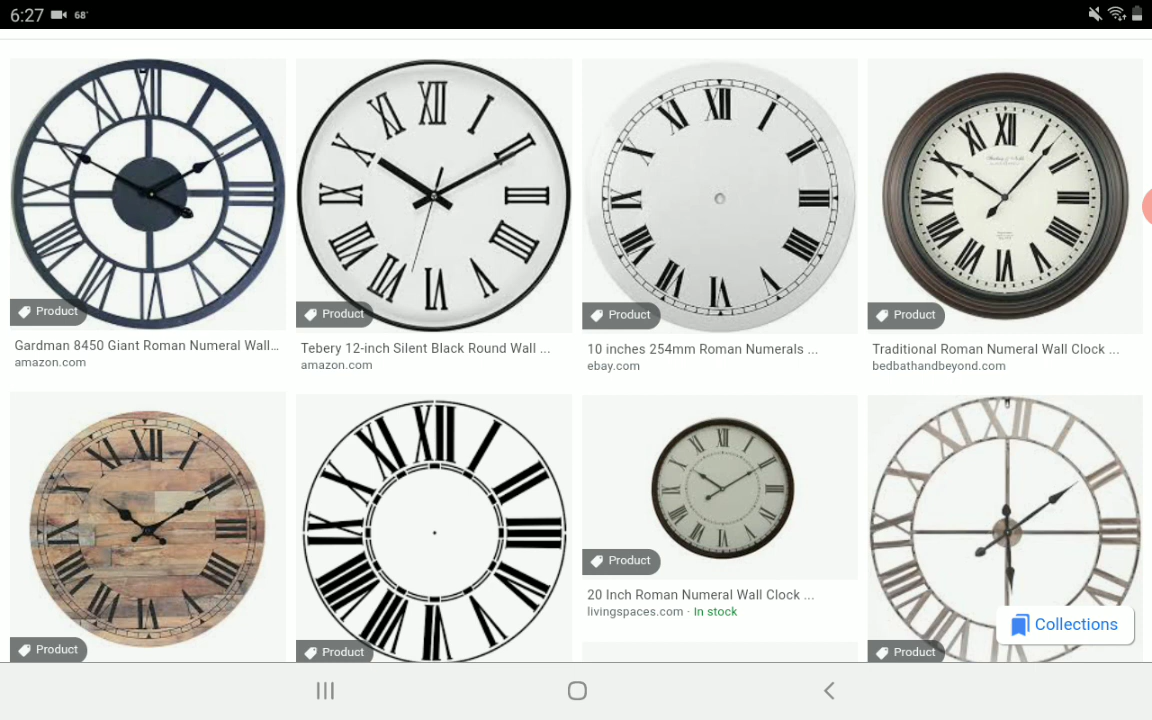 6:27 68°
Product
Product
Product
Product
Gardman 8450 Giant Roman Numeral Wall...
amazon.com
Tebery 12-inch Silent Black Round Wall ...
amazon.com
10 inches 254mm Roman Numerals ...
ebay.com
Traditional Roman Numeral Wall Clock ...
bedbathandbeyond.com
Product
Product
Product
20 Inch Roman Numeral Wall Clock ...
livingspaces.com · In stock
Product
Collections